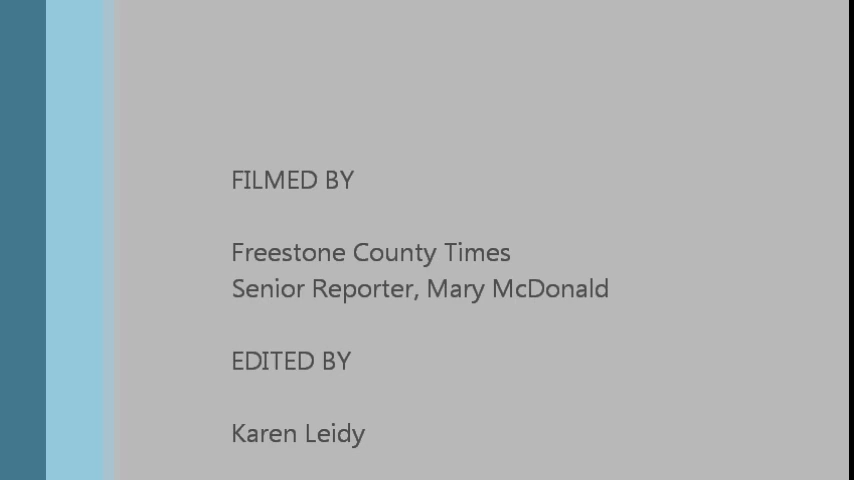 FILMED BY
Freestone County Times
Senior Reporter, Mary McDonald
EDITED BY
Karen Leidy